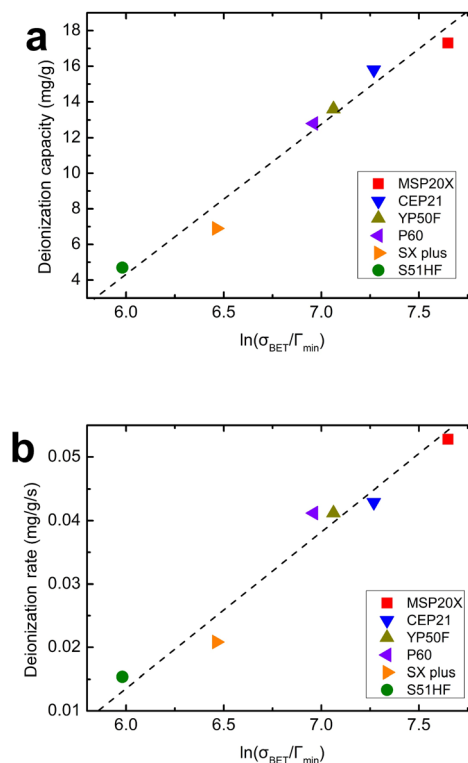 a
18
16
14
12
10
8
6
4
Deionization capacity (mg/g)
MSP20X
CEP21
YP50F
P60
SX plus
S51HF
6.0 6.5 7.0 7.5
ln(σBET/Γmin)
b
0.05
0.04
0.03
0.02
0.01
Deionization rate (mg/g/s)
MSP20X
CEP21
YP50F
P60
SX plus
S51HF
6.0 6.5 7.0 7.5
ln(σBET/Γmin)